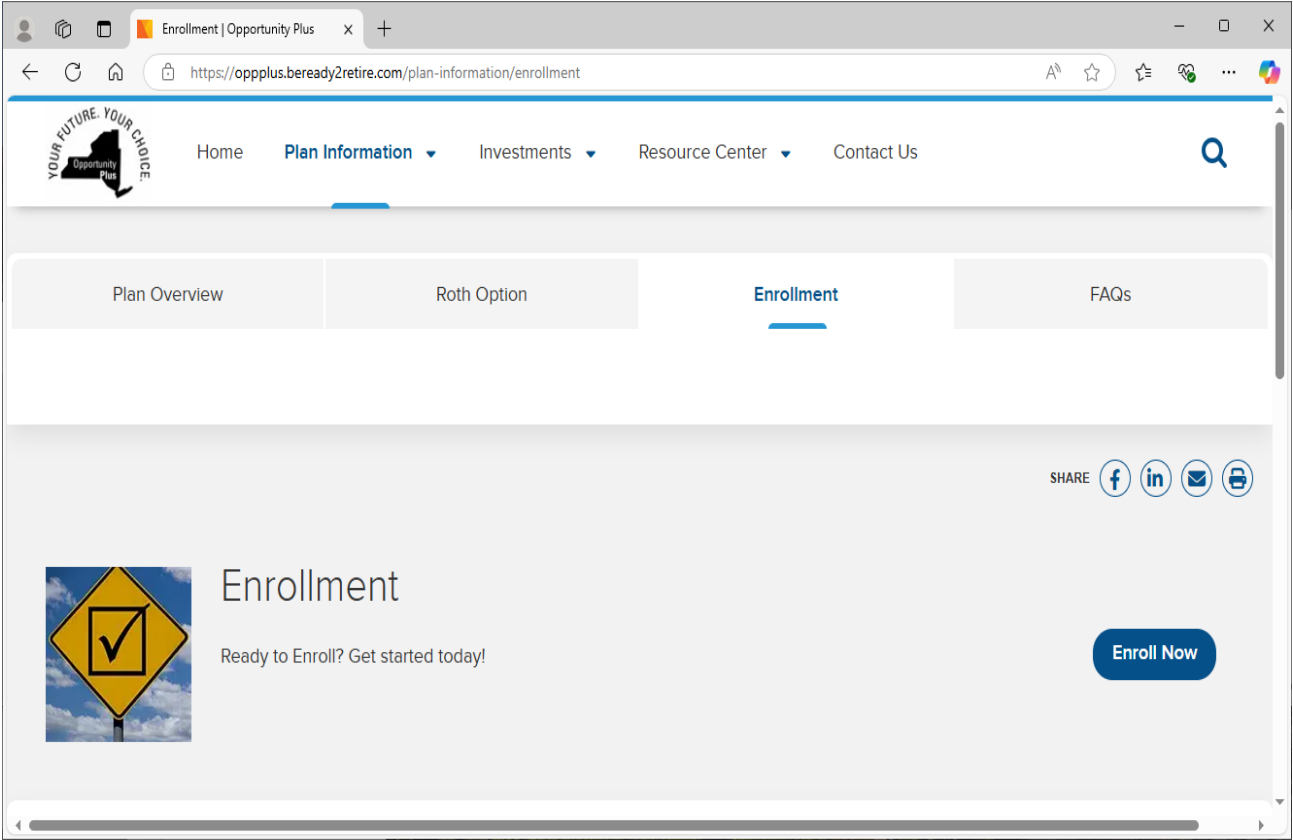 Enrollment | Opportunity Plus
https://oppplus.beready2retire.com/plan-information/enrollment
YOUR FUTURE. YOUR CHOICE.
Opportunity
Plus
Home Plan Information Investments Resource Center Contact Us
Plan Overview Roth Option Enrollment FAQs
SHARE
Enrollment
Ready to Enroll? Get started today!
Enroll Now